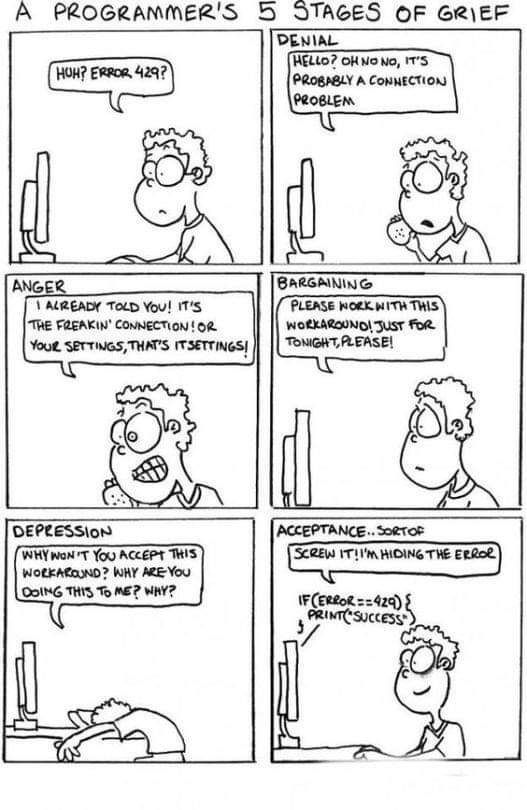 A PROGRAMMER'S 5 STAGES OF GRIEF
HUH? ERROR 429?
DENIAL
HELLO? OH NO NO, IT'S
PROBABLY A CONNECTION
PROBLEM
ANGER
I ALREADY TOLD YOU! IT'S
THE FREAKIN' CONNECTION! OR
YOUR SETTINGS, THAT'S IT SETTINGS!
BARGAINING
PLEASE WORK WITH THIS
WORKAROUND! JUST FOR
TONIGHT, PLEASE!
DEPRESSION
WHY WON'T YOU ACCEPT THIS
WORKAROUND? WHY ARE YOU
DOING THIS TO ME? WHY?
ACCEPTANCE.. SORTOF
SCREW IT! I'M HIDING THE ERROR
IF(ERROR==429) {
PRINT("SUCCESS")
}